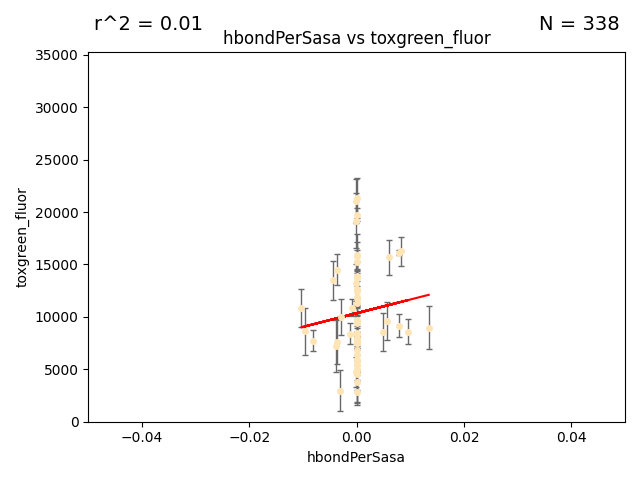 r^2 = 0.01
N = 338
hbondPerSasa vs toxgreen_fluor
35000
30000
25000
20000
15000
10000
5000
0
toxgreen_fluor
−0.04
−0.02
0.00
0.02
0.04
hbondPerSasa